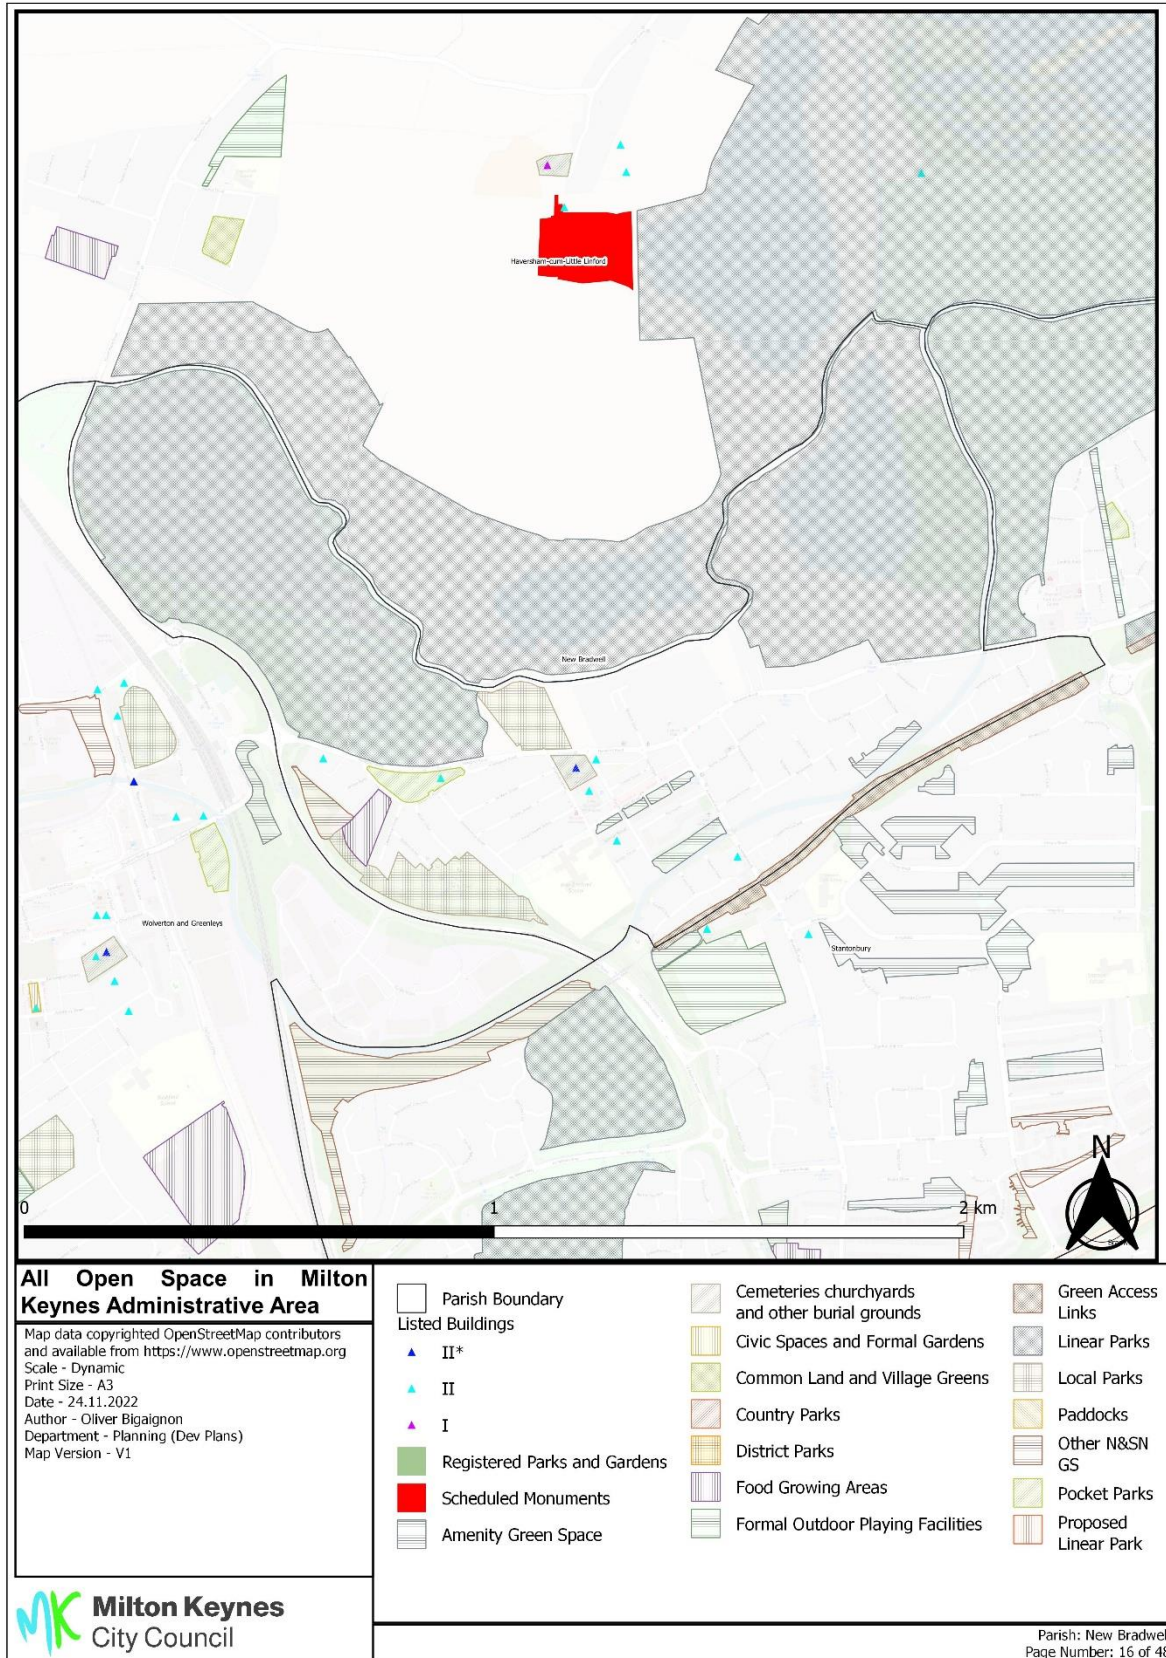 Haversham-cum-Little Linford
New Bradwell
Wolverton and Greenleys
Stantonbury
N
0
1
2 km
All Open Space in Milton
Keynes Administrative Area
Map data copyrighted OpenStreetMap contributors
and available from https://www.openstreetmap.org
Scale - Dynamic
Print Size - A3
Date - 24.11.2022
Author - Oliver Bigaignon
Department - Planning (Dev Plans)
Map Version - V1
MK Milton Keynes
City Council
Parish Boundary
Listed Buildings
II*
II
I
Registered Parks and Gardens
Scheduled Monuments
Amenity Green Space
Cemeteries churchyards
and other burial grounds
Civic Spaces and Formal Gardens
Common Land and Village Greens
Country Parks
District Parks
Food Growing Areas
Formal Outdoor Playing Facilities
Green Access
Links
Linear Parks
Local Parks
Paddocks
Other N&SN
GS
Pocket Parks
Proposed
Linear Park
Parish: New Bradwell
Page Number: 16 of 48